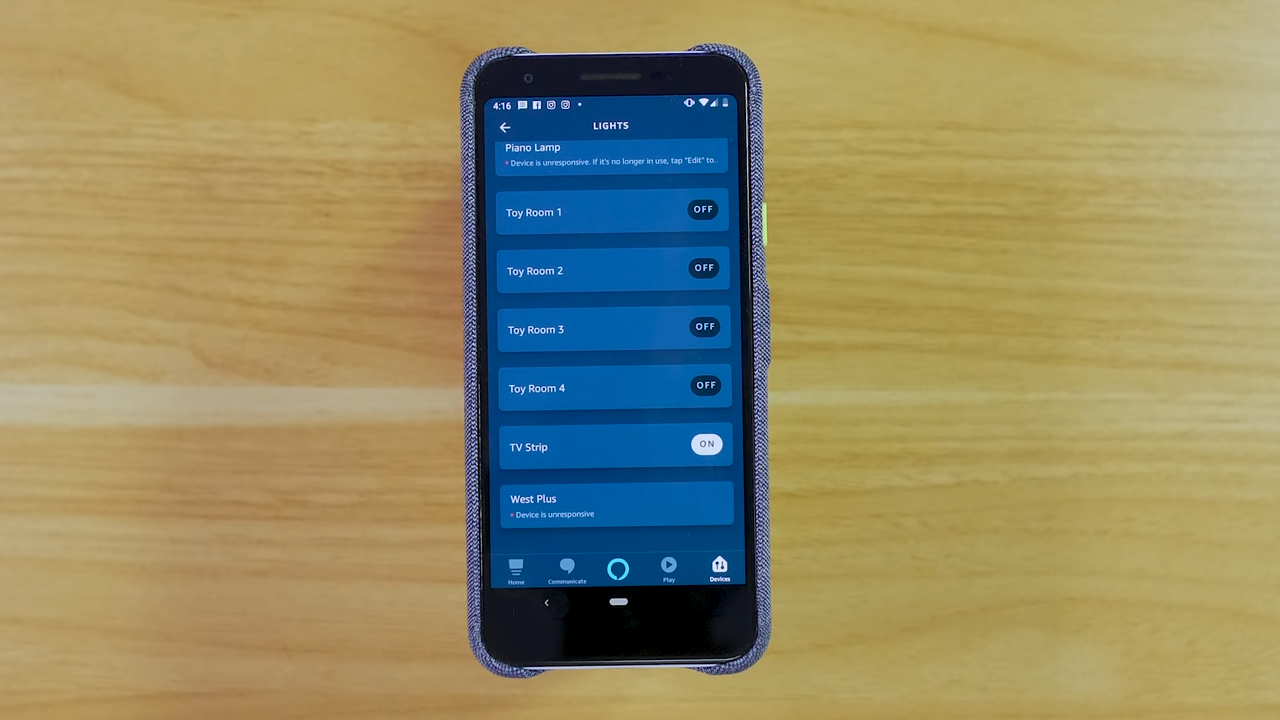 4:16
LIGHTS
Piano Lamp
Device is unresponsive. If it's no longer in use, tap "Edit" to..
Toy Room 1
OFF
Toy Room 2
OFF
Toy Room 3
OFF
Toy Room 4
OFF
TV Strip
ON
West Plus
Device is unresponsive
Home
Communicate
Play
Devices